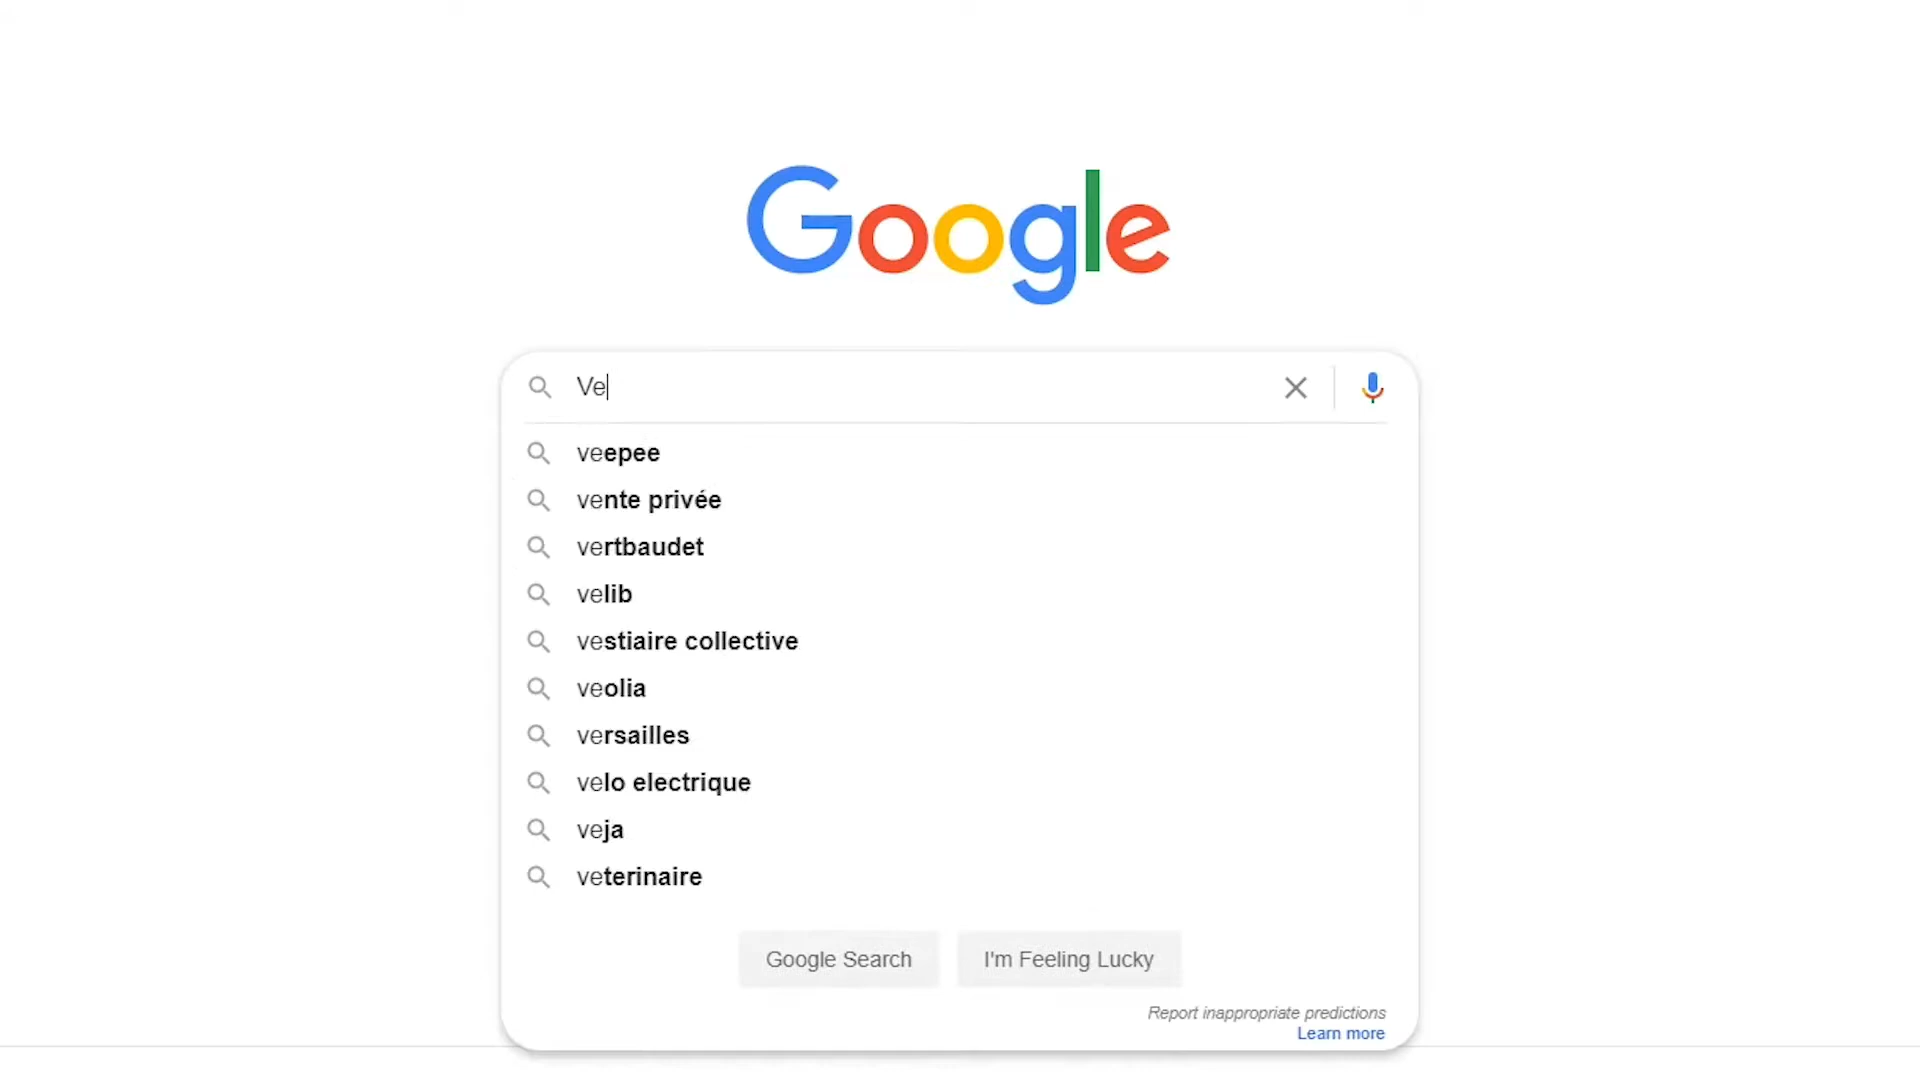 Google
Ve
veepee
vente privée
vertbaudet
velib
vestiaire collective
veolia
versailles
velo electrique
veja
veterinaire
Google Search
I'm Feeling Lucky
Report inappropriate predictions
Learn more